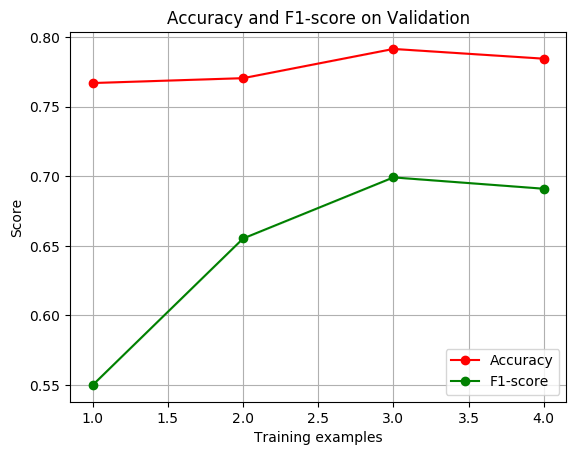 Accuracy and F1-score on Validation
0.80
0.75
0.70
0.65
0.60
0.55
Score
1.0 1.5 2.0 2.5 3.0 3.5 4.0
Training examples
Accuracy
F1-score